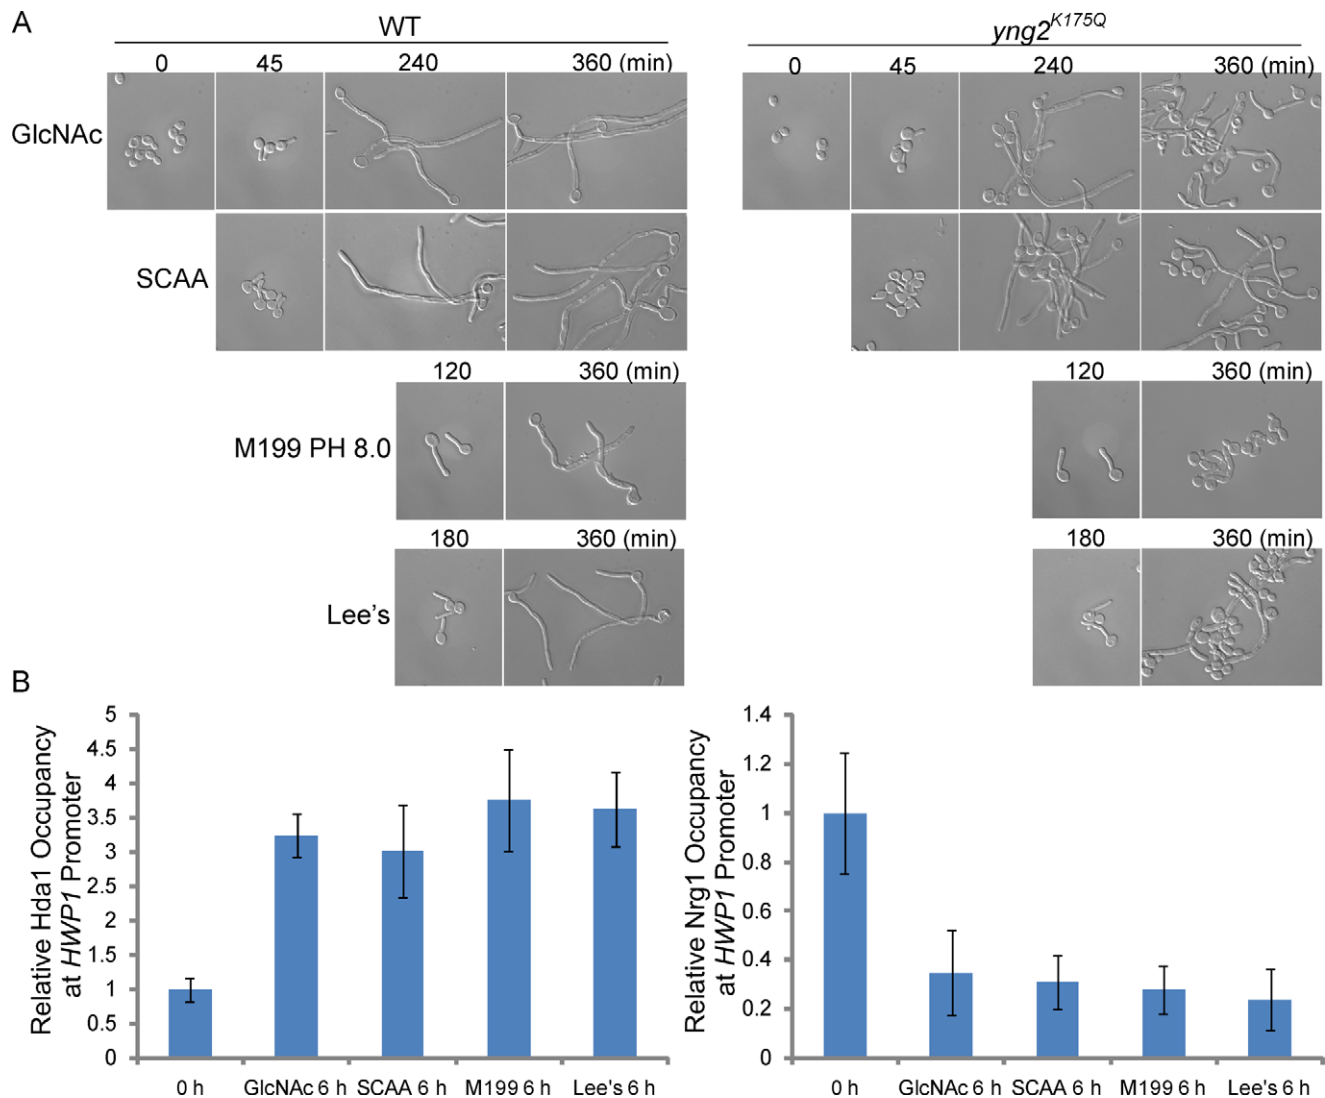 A
WT
yng2K175Q
0 45 240 360 (min)
0 45 240 360 (min)
GlcNAc
SCAA
120 360 (min)
120 360 (min)
M199 PH 8.0
180 360 (min)
180 360 (min)
Lee's
B
Relative Hda1 Occupancy
at HWP1 Promoter
5
4.5
4
3.5
3
2.5
2
1.5
1
0.5
0
0 h GlcNAc 6 h SCAA 6 h M199 6 h Lee's 6 h
Relative Nrg1 Occupancy
at HWP1 Promoter
1.4
1.2
1
0.8
0.6
0.4
0.2
0
0 h GlcNAc 6 h SCAA 6 h M199 6 h Lee's 6 h